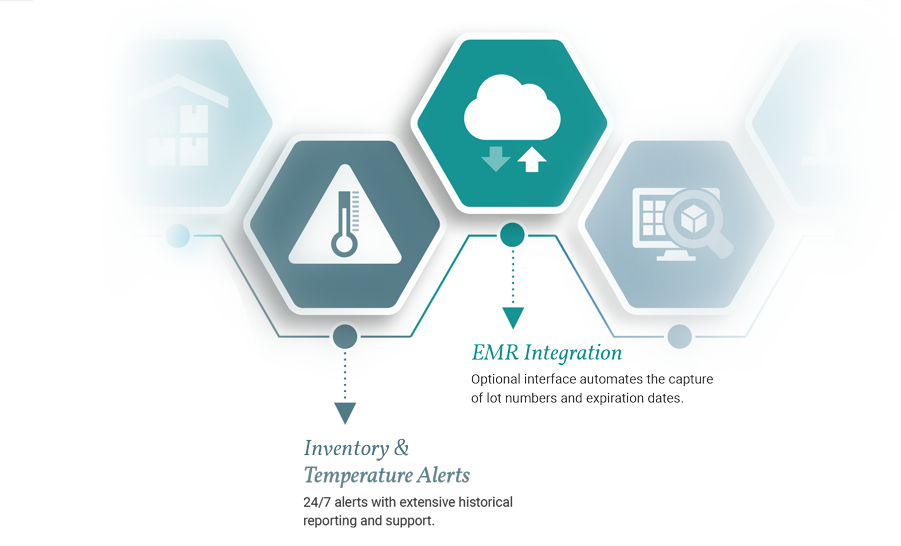 EMR Integration
Optional interface automates the capture
of lot numbers and expiration dates.
Inventory &
Temperature Alerts
24/7 alerts with extensive historical
reporting and support.